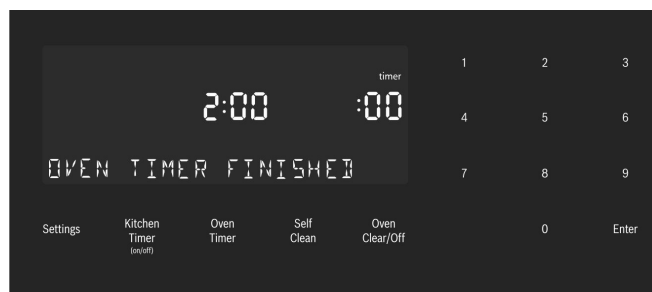 timer
2:00 :00
OVEN TIMER FINISHED
1 2 3
4 5 6
7 8 9
0 Enter
Settings
Kitchen
Timer
(on/off)
Oven
Timer
Self
Clean
Oven
Clear/Off